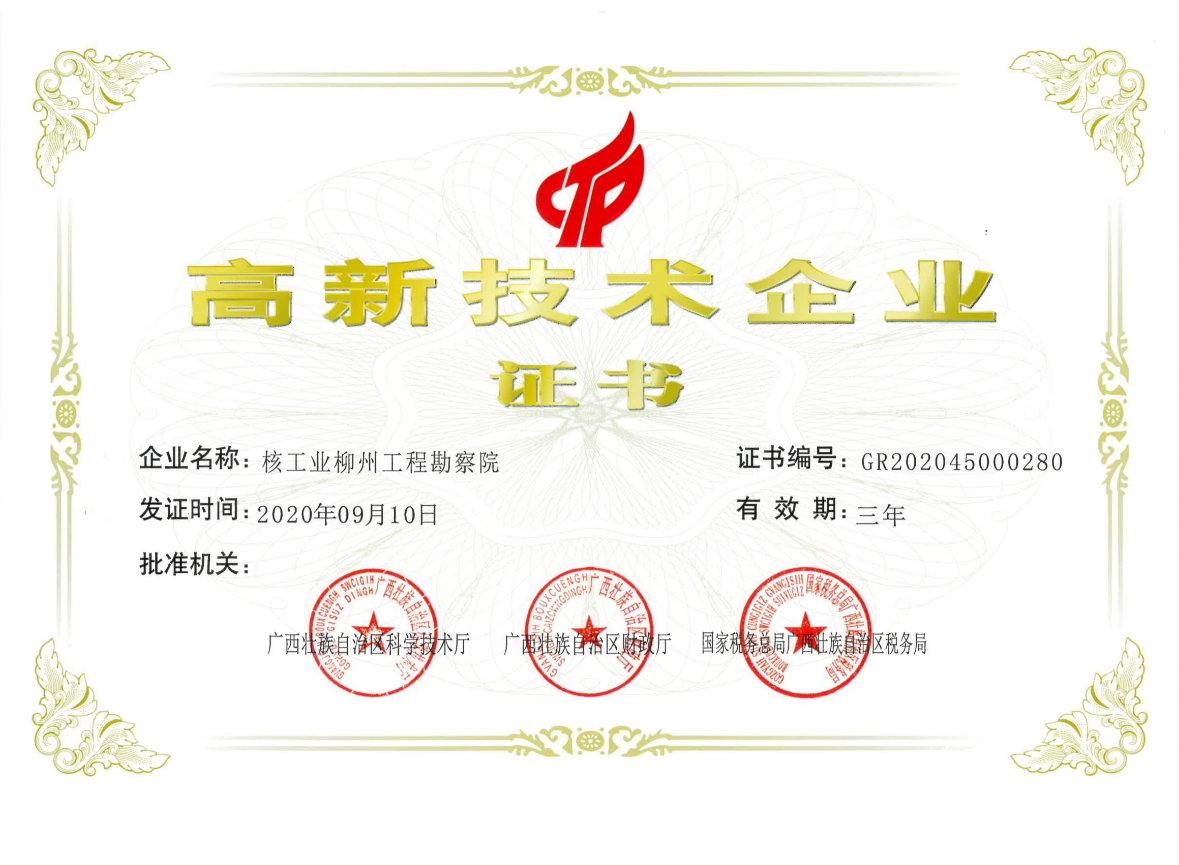 高新技术企业
证书
企业名称：核工业柳州工程勘察院
证书编号：GR202045000280
发证时间：2020年09月10日
有效期：三年
批准机关：
广西壮族自治区科学技术厅
广西壮族自治区财政厅
国家税务总局广西壮族自治区税务局